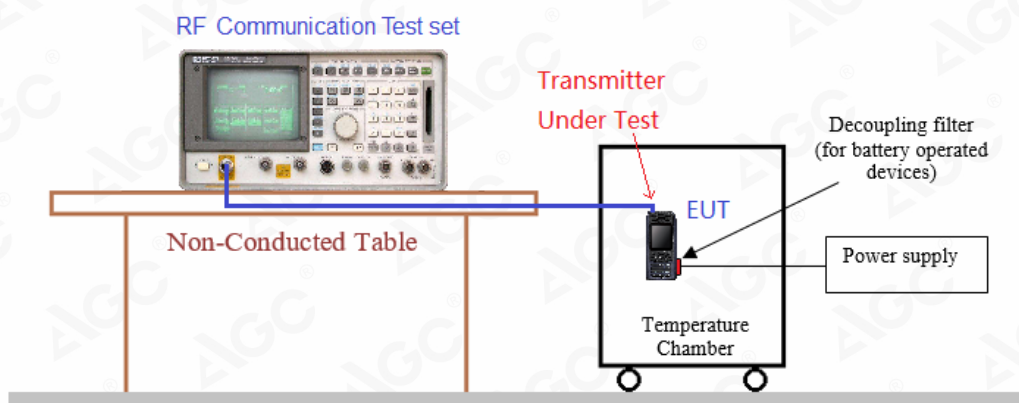 RF Communication Test set
Transmitter
Under Test
Decoupling filter
(for battery operated
devices)
EUT
Non-Conducted Table
Power supply
Temperature
Chamber
AGC